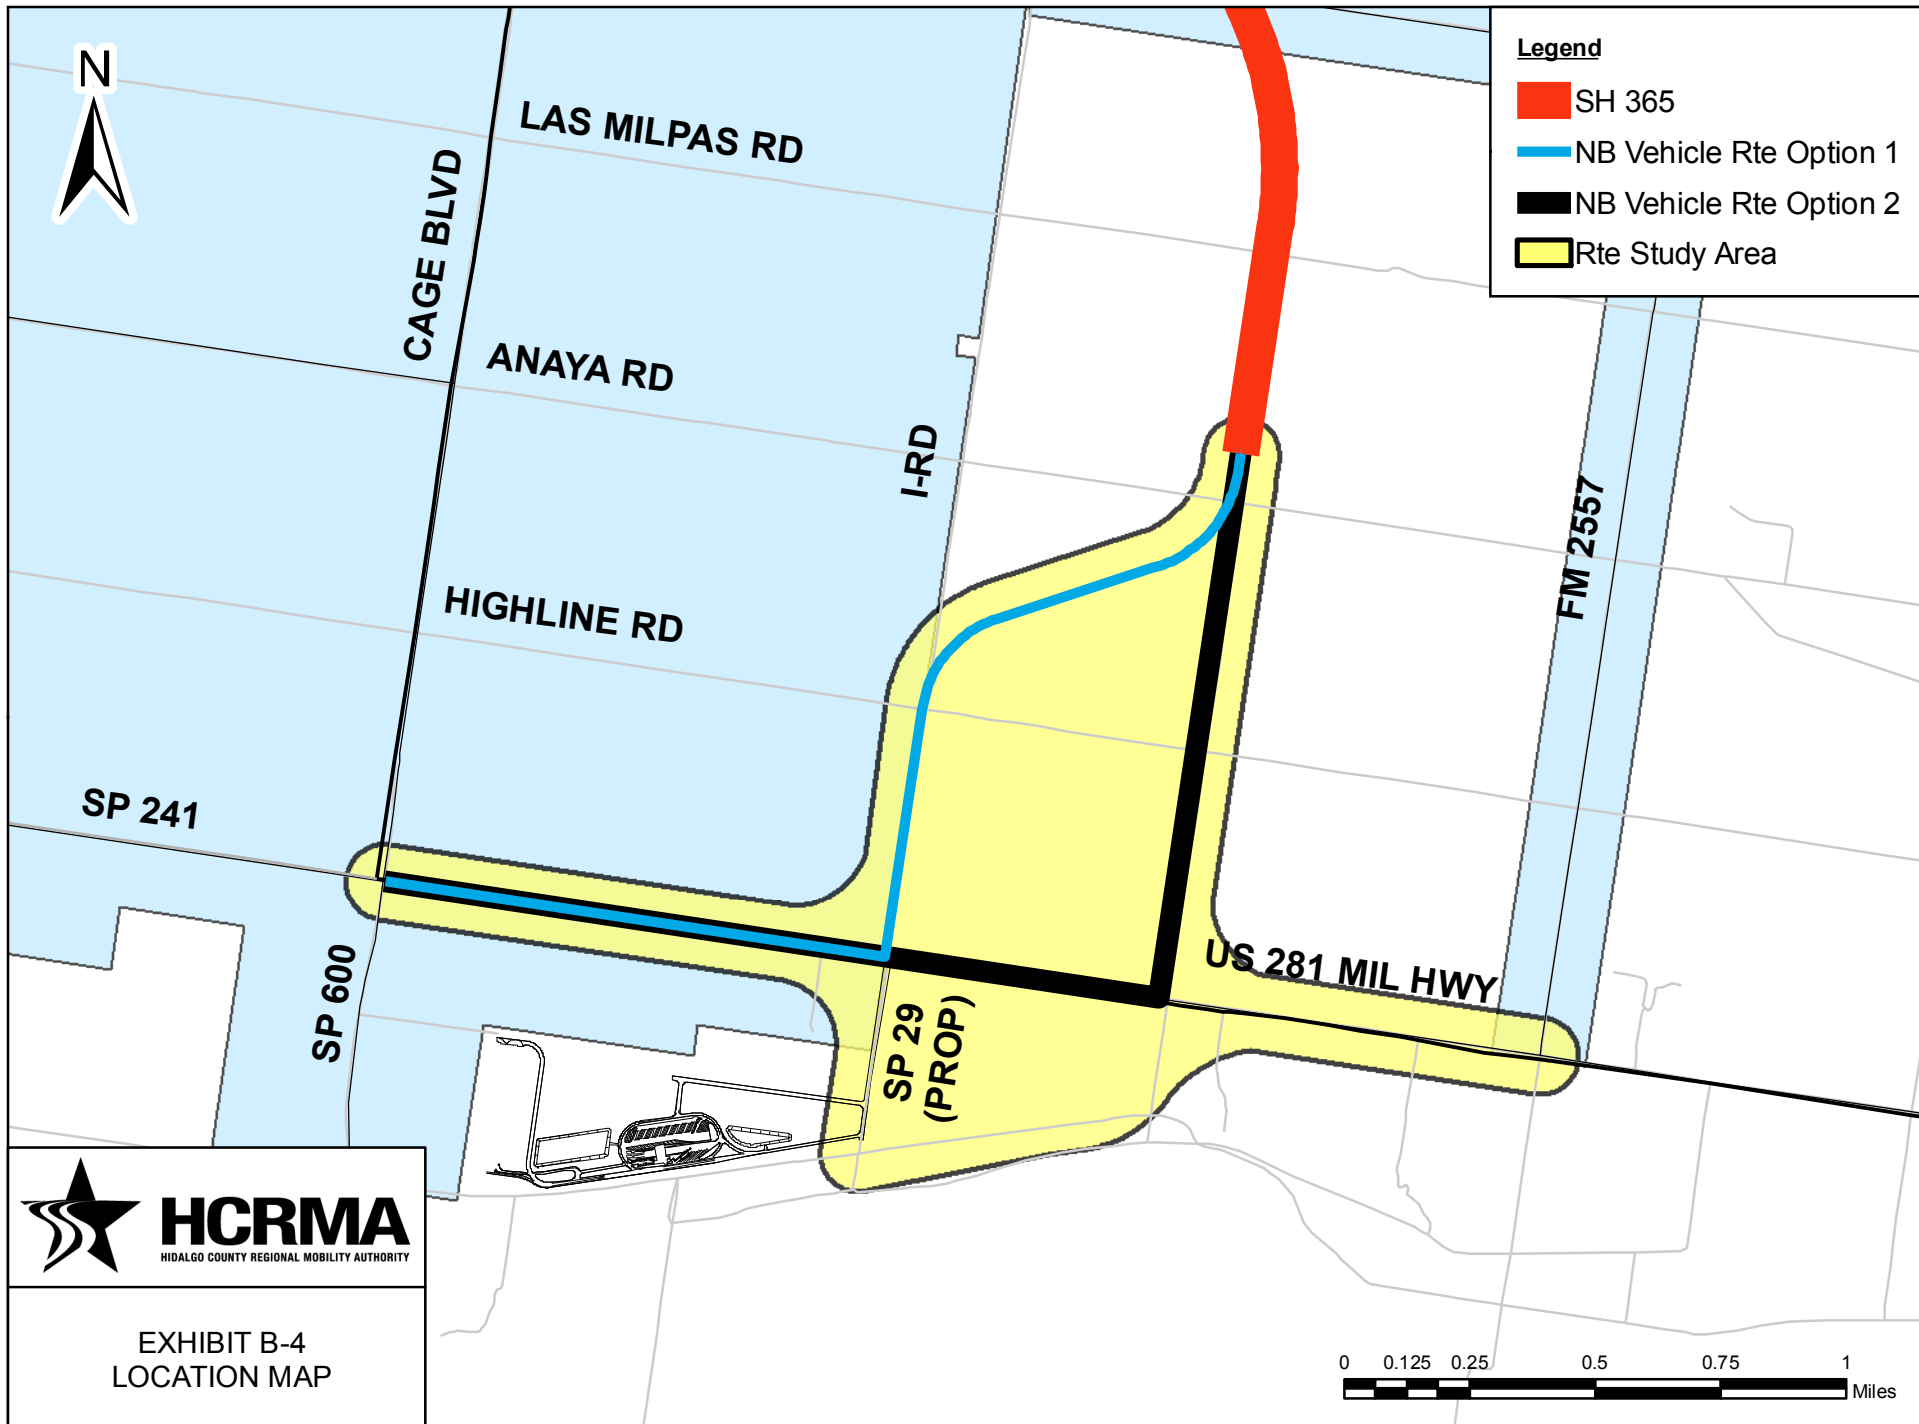 N
LAS MILPAS RD
CAGE BLVD
ANAYA RD
I-RD
HIGHLINE RD
FM 2557
SP 241
SP 600
SP 29
(PROP)
US 281 MIL HWY
Legend
SH 365
NB Vehicle Rte Option 1
NB Vehicle Rte Option 2
Rte Study Area
HCRMA
HIDALGO COUNTY REGIONAL MOBILITY AUTHORITY
EXHIBIT B-4
LOCATION MAP
0 0.125 0.25 0.5 0.75 1
Miles